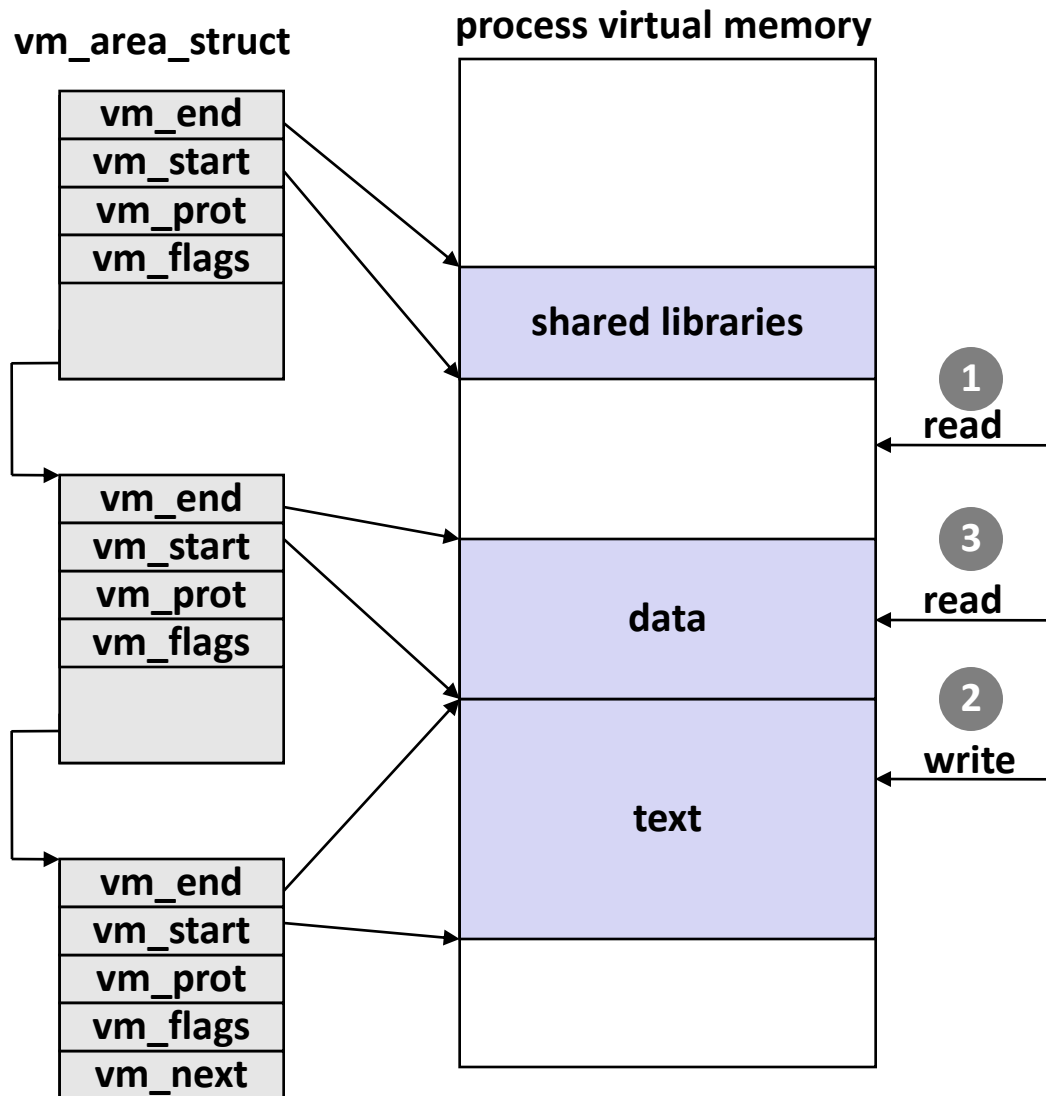 process virtual memory
vm_area_struct
vm_end
vm_start
vm_prot
vm_flags
shared libraries
1
read
vm_end
vm_start
vm_prot
vm_flags
3
read
data
2
write
text
vm_end
vm_start
vm_prot
vm_flags
vm_next